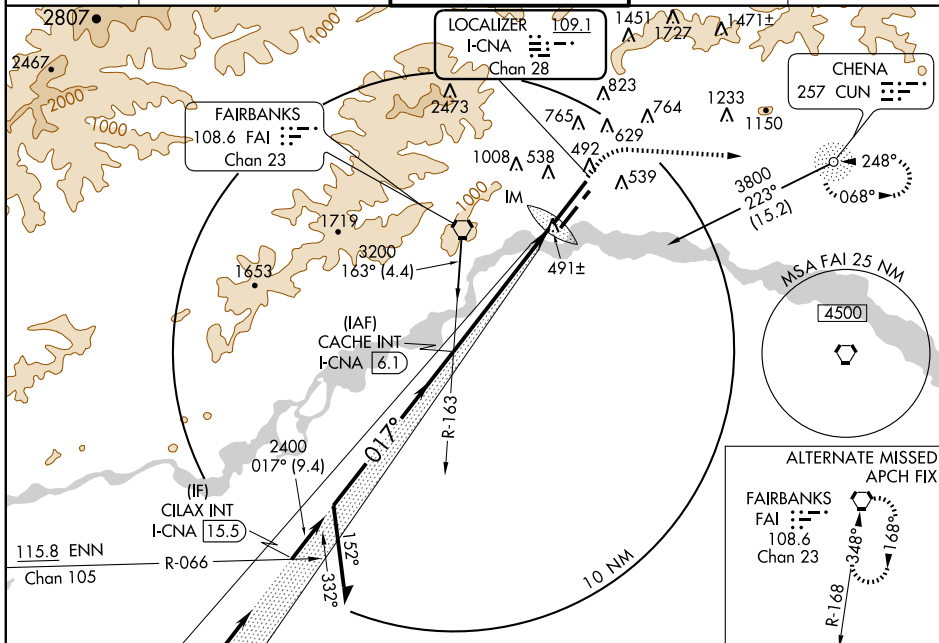 2807
2467
2000
1000
1000
LOCALIZER 109.1
I-CNA
Chan 28
1451
1727
1471±
CHENA
257 CUN
FAIRBANKS
108.6 FAI
Chan 23
2473
823
765
764
629
1233
1150
1008
538
492
539
IM
3800
223°
(15.2)
248°
068°
1000
1719
3200
163° (4.4)
491±
1653
MSA FAI 25 NM
4500
(IAF)
CACHE INT
I-CNA 6.1
R-163
017°
2400
017° (9.4)
(IF)
CILAX INT
I-CNA 15.5
115.8 ENN
Chan 105
R-066
152°
332°
10 NM
ALTERNATE MISSED
APCH FIX
FAIRBANKS
FAI
108.6
Chan 23
348°
168°
R-168